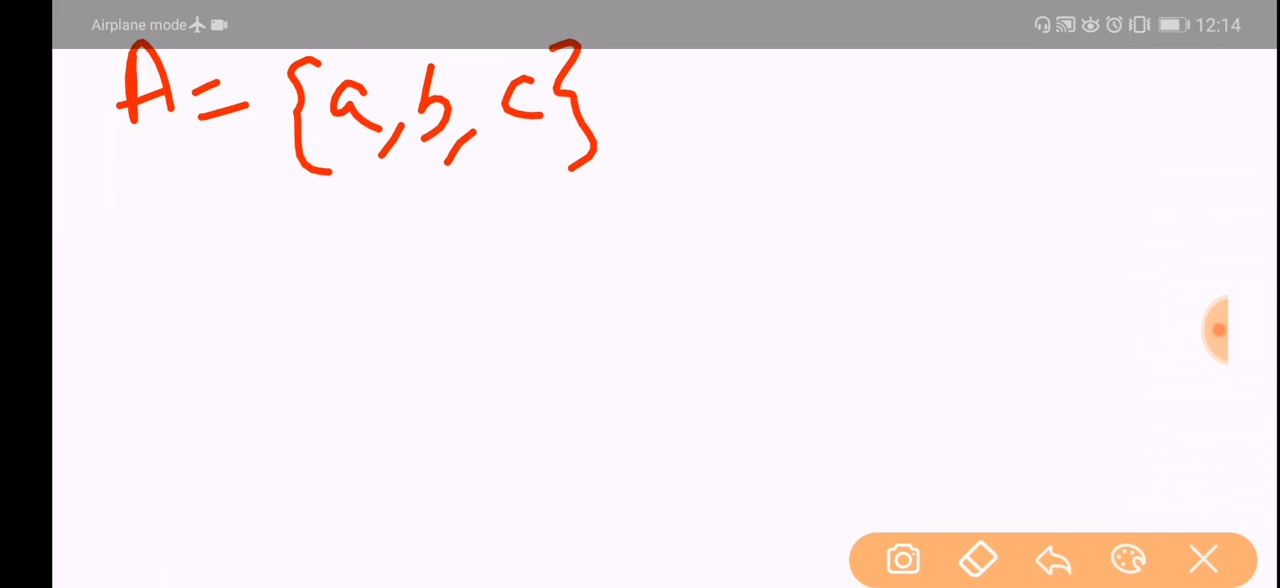 Airplane mode 12:14
A = {a, b, c}